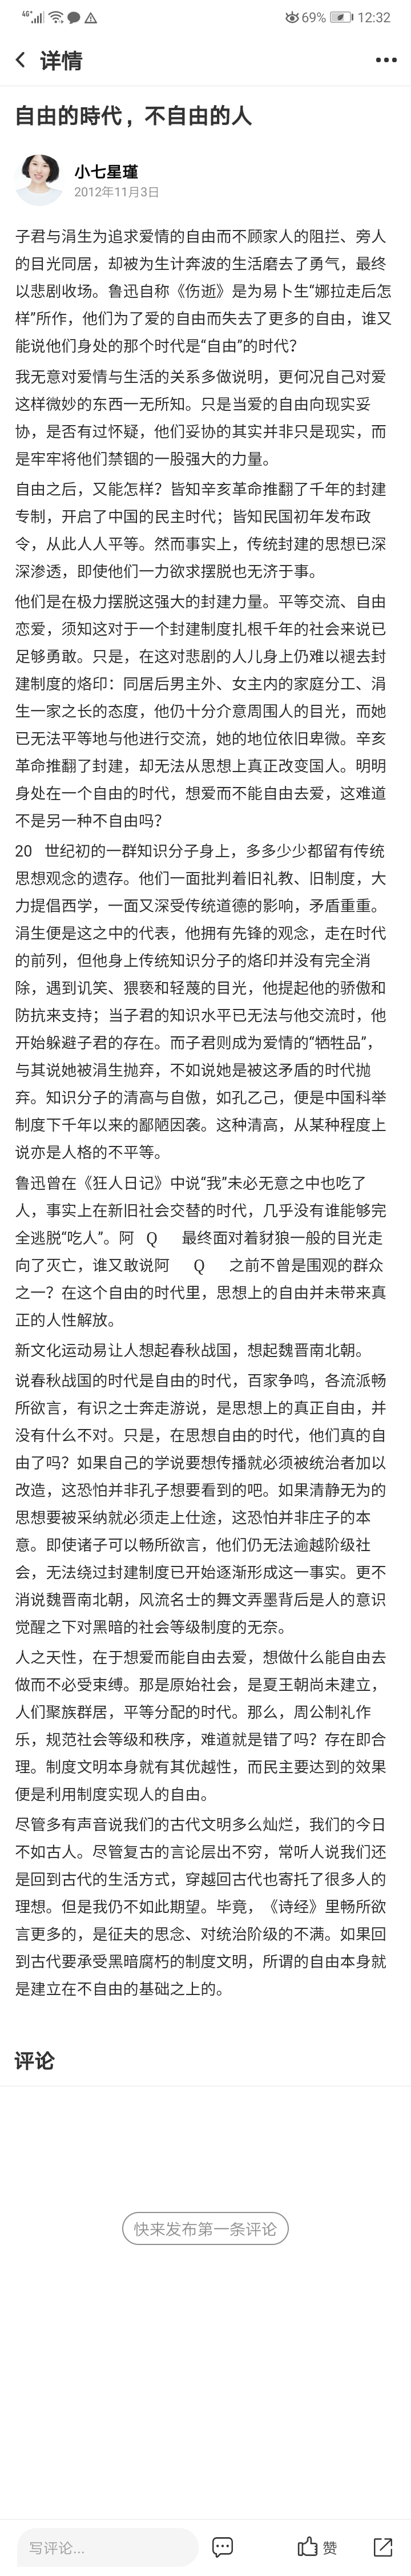 4G+ 69% 12:32
详情
自由的時代，不自由的人
小七星瑾
2012年11月3日
子君与涓生为追求爱情的自由而不顾家人的阻拦、旁人
的目光同居，却被为生计奔波的生活磨去了勇气，最终
以悲剧收场。鲁迅自称《伤逝》是为易卜生“娜拉走后怎
样”所作，他们为了爱的自由而失去了更多的自由，谁又
能说他们身处的那个时代是“自由”的时代？
我无意对爱情与生活的关系多做说明，更何况自己对爱
这样微妙的东西一无所知。只是当爱的自由向现实妥
协，是否有过怀疑，他们妥协的其实并非只是现实，而
是牢牢将他们禁锢的一股强大的力量。
自由之后，又能怎样？皆知辛亥革命推翻了千年的封建
专制，开启了中国的民主时代；皆知民国初年发布政
令，从此人人平等。然而事实上，传统封建的思想已深
深渗透，即使他们一力欲求摆脱也无济于事。
他们是在极力摆脱这强大的封建力量。平等交流、自由
恋爱，须知这对于一个封建制度扎根千年的社会来说已
足够勇敢。只是，在这对悲剧的人儿身上仍难以褪去封
建制度的烙印：同居后男主外、女主内的家庭分工、涓
生一家之长的态度，他仍十分介意周围人的目光，而她
已无法平等地与他进行交流，她的地位依旧卑微。辛亥
革命推翻了封建，却无法从思想上真正改变国人。明明
身处在一个自由的时代，想爱而不能自由去爱，这难道
不是另一种不自由吗？
20 世纪初的一群知识分子身上，多多少少都留有传统
思想观念的遗存。他们一面批判着旧礼教、旧制度，大
力提倡西学，一面又深受传统道德的影响，矛盾重重。
涓生便是这之中的代表，他拥有先锋的观念，走在时代
的前列，但他身上传统知识分子的烙印并没有完全消
除，遇到讥笑、猥亵和轻蔑的目光，他提起他的骄傲和
防抗来支持；当子君的知识水平已无法与他交流时，他
开始躲避子君的存在。而子君则成为爱情的“牺牲品”，
与其说她被涓生抛弃，不如说她是被这矛盾的时代抛
弃。知识分子的清高与自傲，如孔乙己，便是中国科举
制度下千年以来的鄙陋因袭。这种清高，从某种程度上
说亦是人格的不平等。
鲁迅曾在《狂人日记》中说“我”未必无意之中也吃了
人，事实上在新旧社会交替的时代，几乎没有谁能够完
全逃脱“吃人”。阿 Q 最终面对着豺狼一般的目光走
向了灭亡，谁又敢说阿 Q 之前不曾是围观的群众
之一？在这个自由的时代里，思想上的自由并未带来真
正的人性解放。
新文化运动易让人想起春秋战国，想起魏晋南北朝。
说春秋战国的时代是自由的时代，百家争鸣，各流派畅
所欲言，有识之士奔走游说，是思想上的真正自由，并
没有什么不对。只是，在思想自由的时代，他们真的自
由了吗？如果自己的学说要想传播就必须被统治者加以
改造，这恐怕并非孔子想要看到的吧。如果清静无为的
思想要被采纳就必须走上仕途，这恐怕并非庄子的本
意。即使诸子可以畅所欲言，他们仍无法逾越阶级社
会，无法绕过封建制度已开始逐渐形成这一事实。更不
消说魏晋南北朝，风流名士的舞文弄墨背后是人的意识
觉醒之下对黑暗的社会等级制度的无奈。
人之天性，在于想爱而能自由去爱，想做什么能自由去
做而不必受束缚。那是原始社会，是夏王朝尚未建立，
人们聚族群居，平等分配的时代。那么，周公制礼作
乐，规范社会等级和秩序，难道就是错了吗？存在即合
理。制度文明本身就有其优越性，而民主要达到的效果
便是利用制度实现人的自由。
尽管多有声音说我们的古代文明多么灿烂，我们的今日
不如古人。尽管复古的言论层出不穷，常听人说我们还
是回到古代的生活方式，穿越回古代也寄托了很多人的
理想。但是我仍不如此期望。毕竟，《诗经》里畅所欲
言更多的，是征夫的思念、对统治阶级的不满。如果回
到古代要承受黑暗腐朽的制度文明，所谓的自由本身就
是建立在不自由的基础之上的。
评论
快来发布第一条评论
写评论...
赞